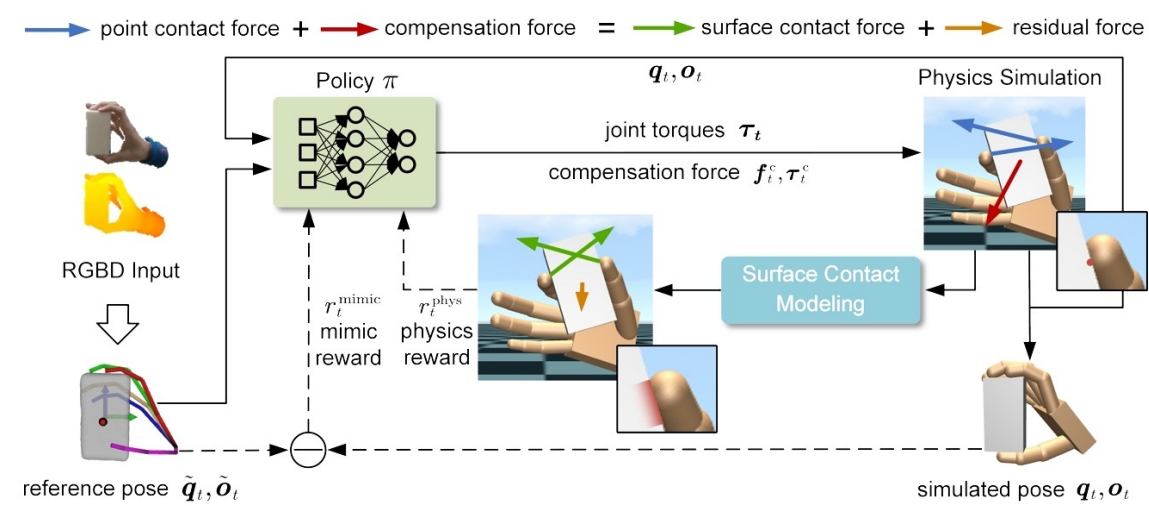 point contact force + compensation force = surface contact force + residual force
q_t, o_t
Policy π
Physics Simulation
joint torques τ_t
compensation force f_t^c, τ_t^c
RGBD Input
Surface Contact
Modeling
r_t^mimic
mimic
reward
r_t^phys
physics
reward
reference pose q̃_t, õ_t
simulated pose q_t, o_t